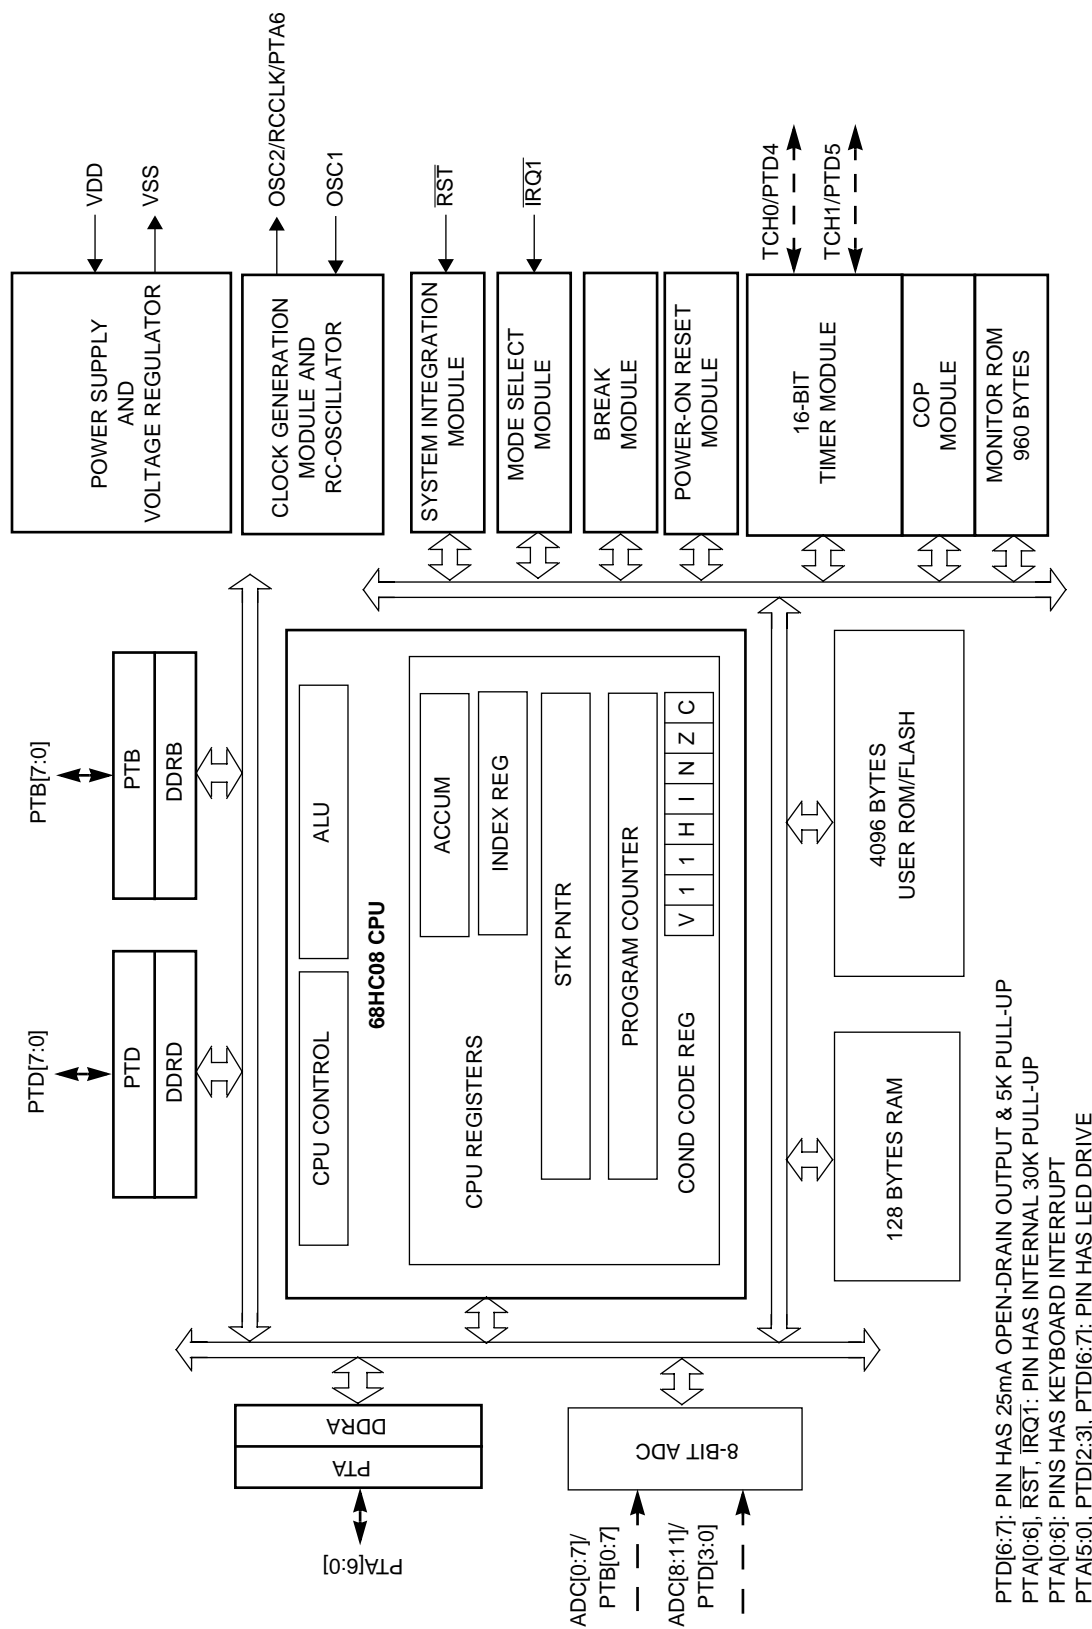 PTD[7:0]
PTD
DDRD
PTB[7:0]
PTB
DDRB
POWER SUPPLY
AND
VOLTAGE REGULATOR
VDD
VSS
CLOCK GENERATION
MODULE AND
RC-OSCILLATOR
OSC2/RCCLK/PTA6
OSC1
PTA[6:0]
PTA
DDRA
CPU CONTROL
ALU
68HC08 CPU
CPU REGISTERS
ACCUM
INDEX REG
STK PNTR
PROGRAM COUNTER
COND CODE REG
V 1 1 H I N Z C
SYSTEM INTEGRATION
MODULE
RST
MODE SELECT
MODULE
IRQ1
BREAK
MODULE
POWER-ON RESET
MODULE
ADC[0:7]/
PTB[0:7]
ADC[8:11]/
PTD[3:0]
8-BIT ADC
16-BIT
TIMER MODULE
TCH0/PTD4
TCH1/PTD5
COP
MODULE
MONITOR ROM
960 BYTES
128 BYTES RAM
4096 BYTES
USER ROM/FLASH
PTD[6:7]: PIN HAS 25mA OPEN-DRAIN OUTPUT & 5K PULL-UP
PTA[0:6], RST, IRQ1: PIN HAS INTERNAL 30K PULL-UP
PTA[0:6]: PINS HAS KEYBOARD INTERRUPT
PTA[5:0], PTD[2:3], PTD[6:7]: PIN HAS LED DRIVE